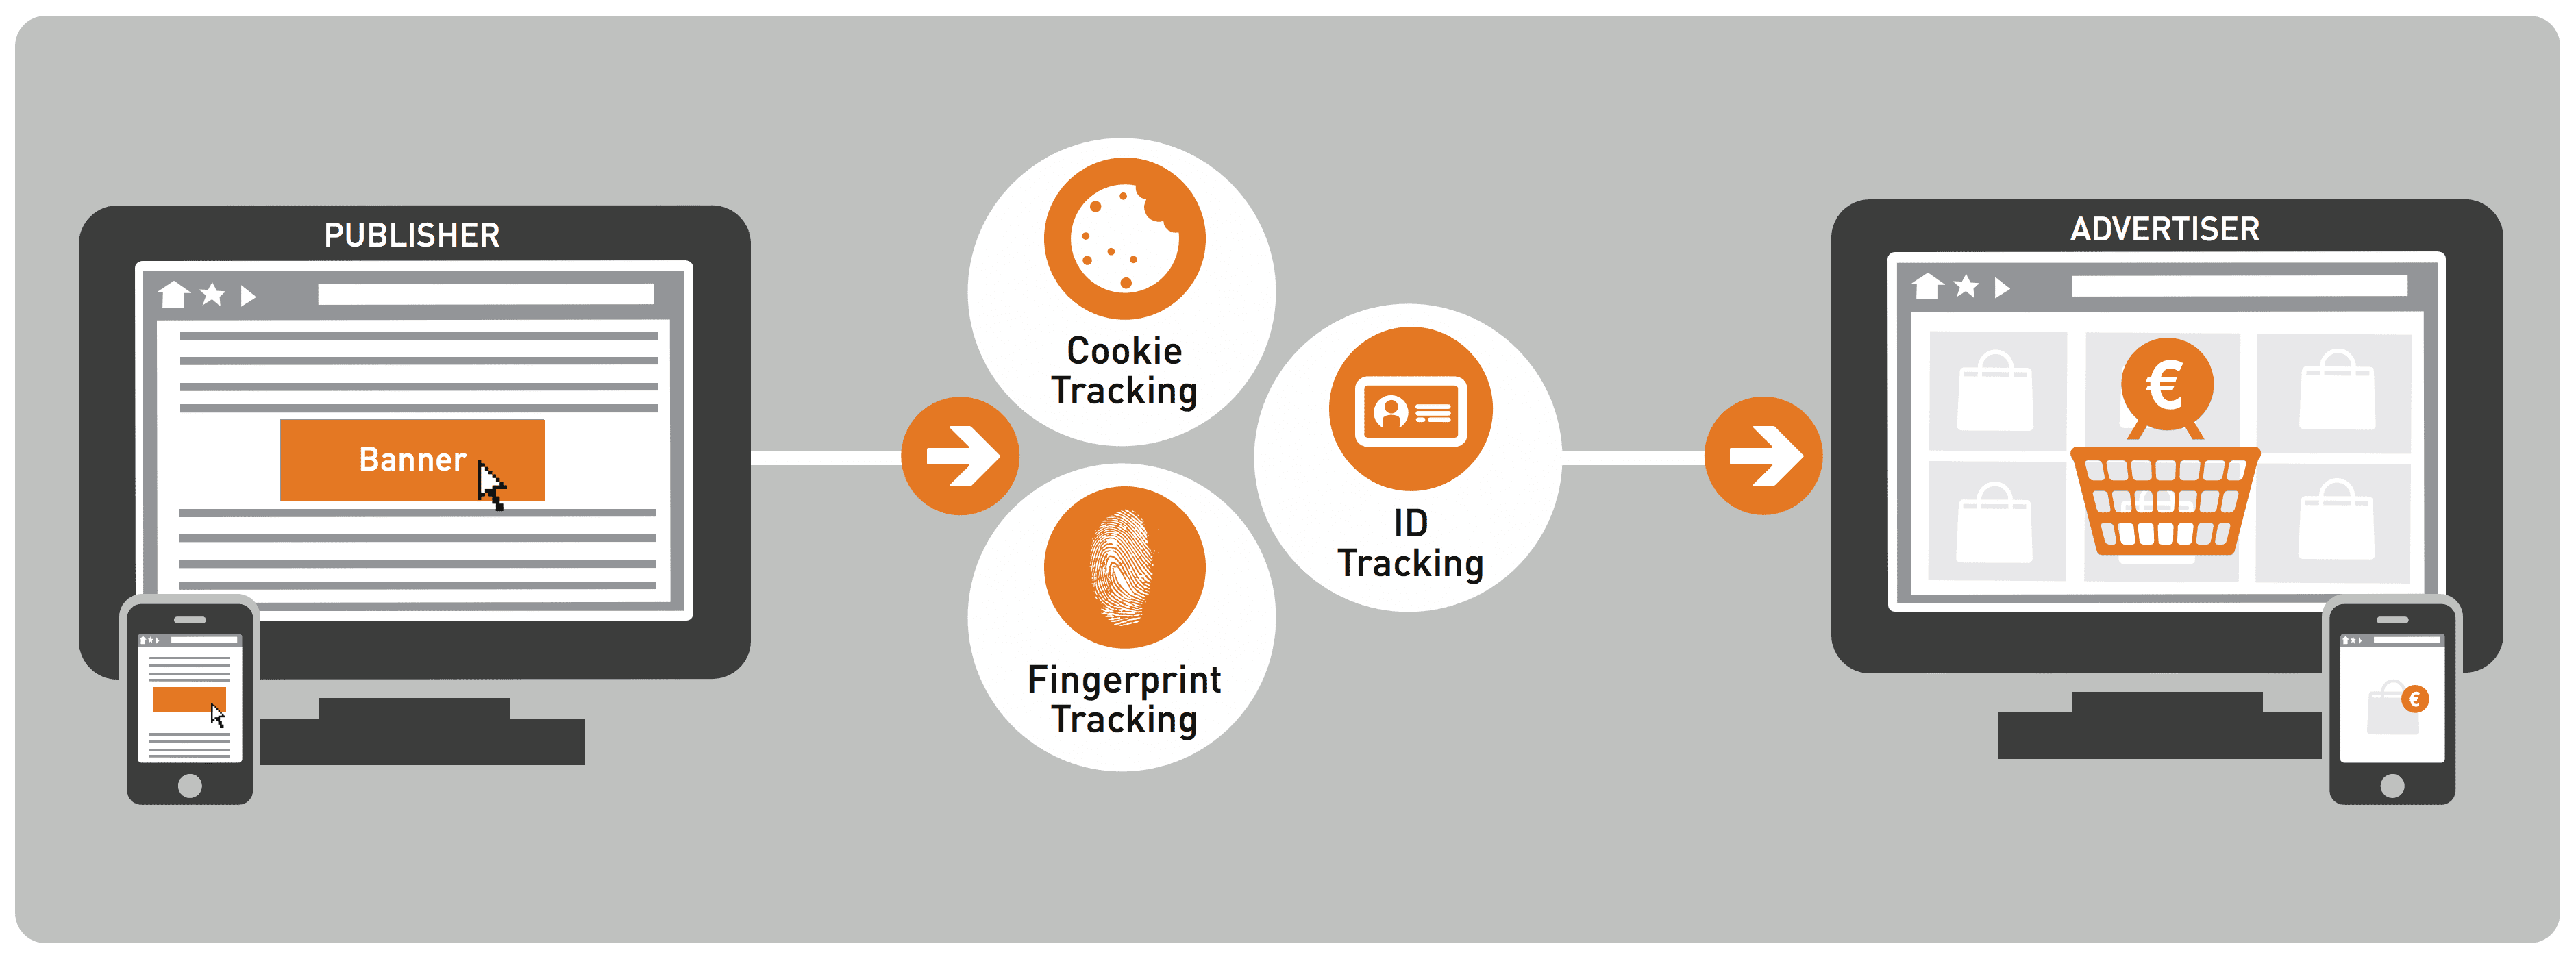 PUBLISHER
Banner
Cookie
Tracking
Fingerprint
Tracking
ID
Tracking
ADVERTISER
€
€